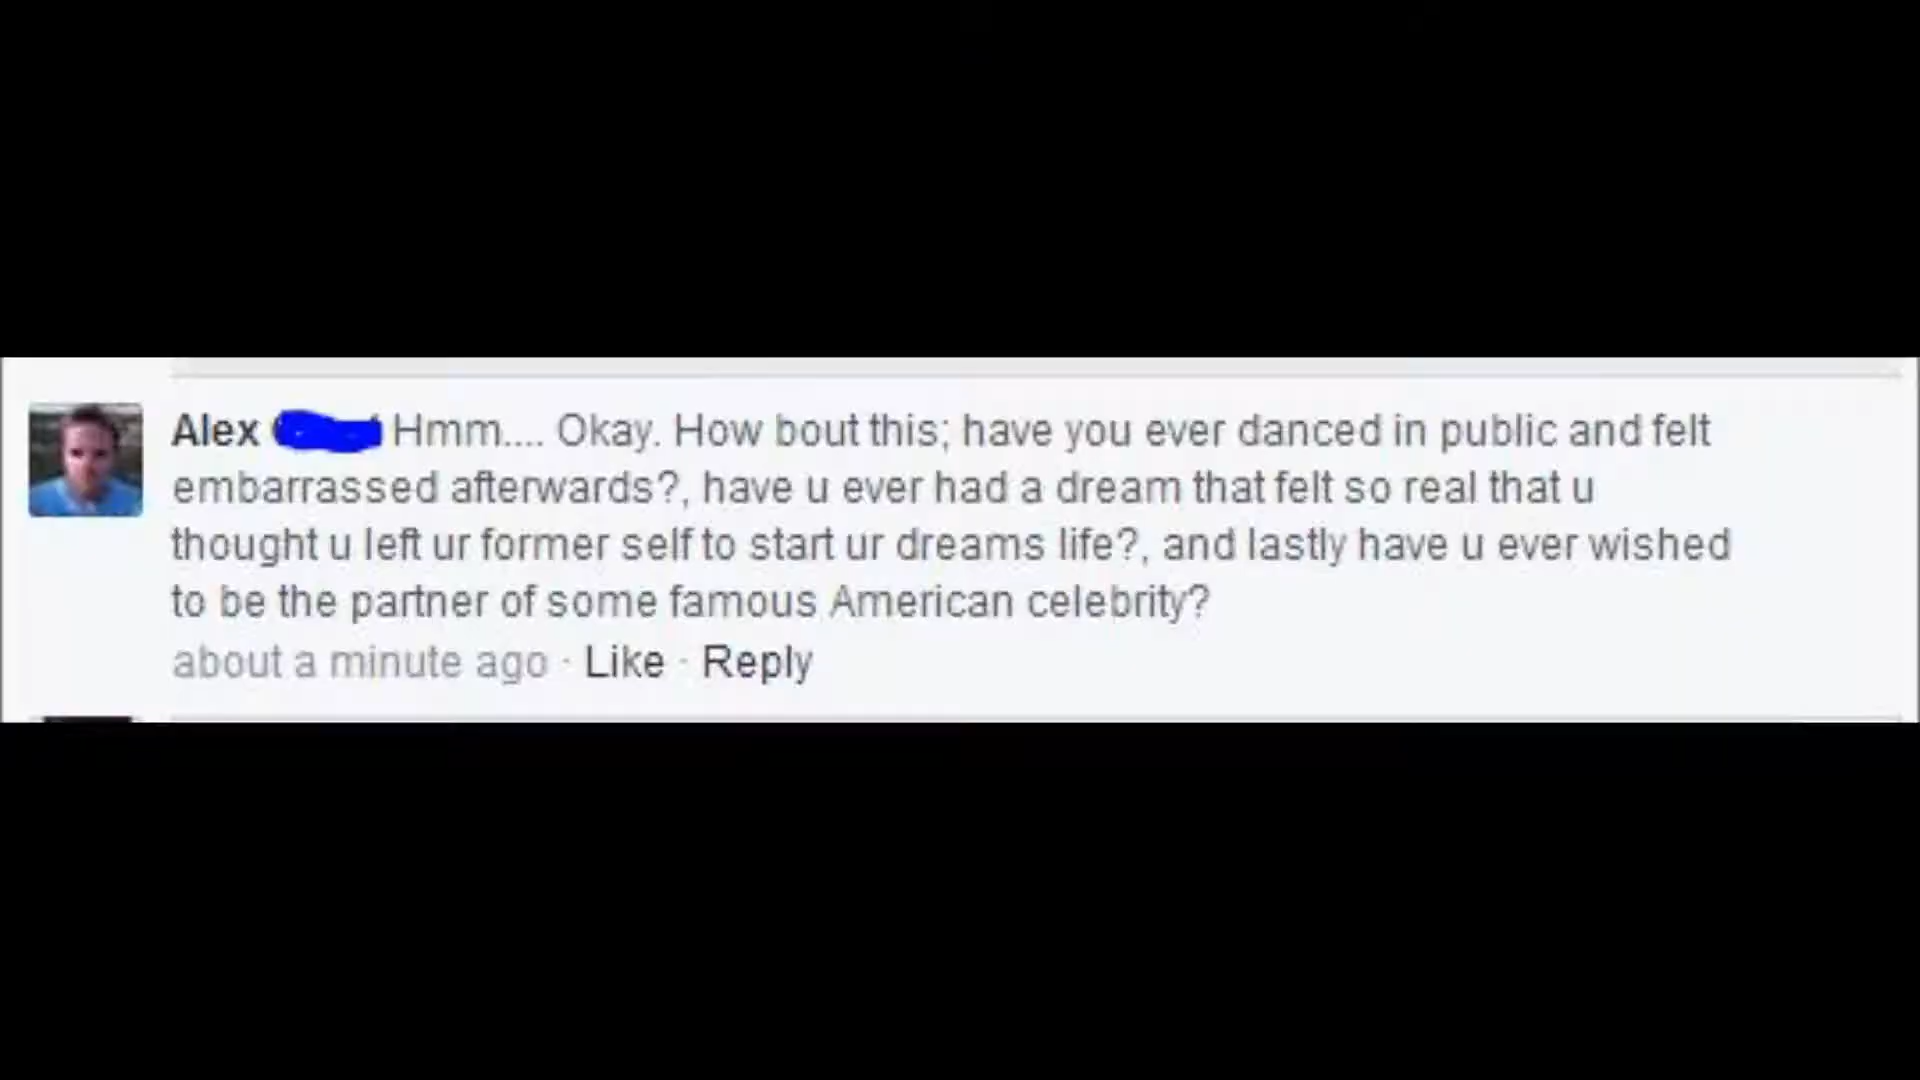 Alex Hmm.... Okay. How bout this; have you ever danced in public and felt
embarrassed afterwards?, have u ever had a dream that felt so real that u
thought u left ur former self to start ur dreams life?, and lastly have u ever wished
to be the partner of some famous American celebrity?
about a minute ago · Like · Reply